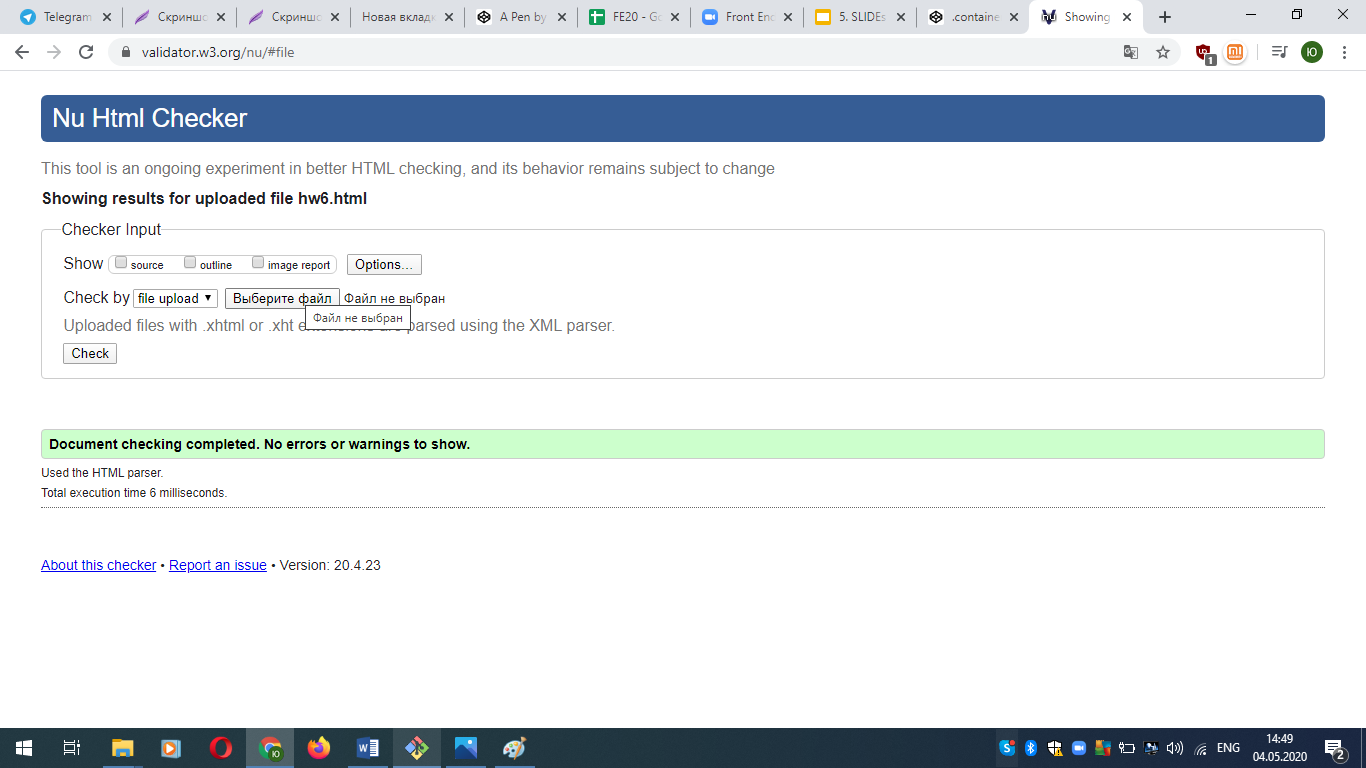 Telegram Скриншо Скриншо Новая вклад A Pen by FE20 - Go Front End 5. SLIDEs .containe Showing
validator.w3.org/nu/#file
1
Ю
Nu Html Checker
This tool is an ongoing experiment in better HTML checking, and its behavior remains subject to change
Showing results for uploaded file hw6.html
Checker Input
Show source outline image report Options...
Check by file upload Выберите файл Файл не выбран
Файл не выбран
Uploaded files with .xhtml or .xht extensions are parsed using the XML parser.
Check
Document checking completed. No errors or warnings to show.
Used the HTML parser.
Total execution time 6 milliseconds.
About this checker • Report an issue • Version: 20.4.23
ENG
14:49
04.05.2020
2